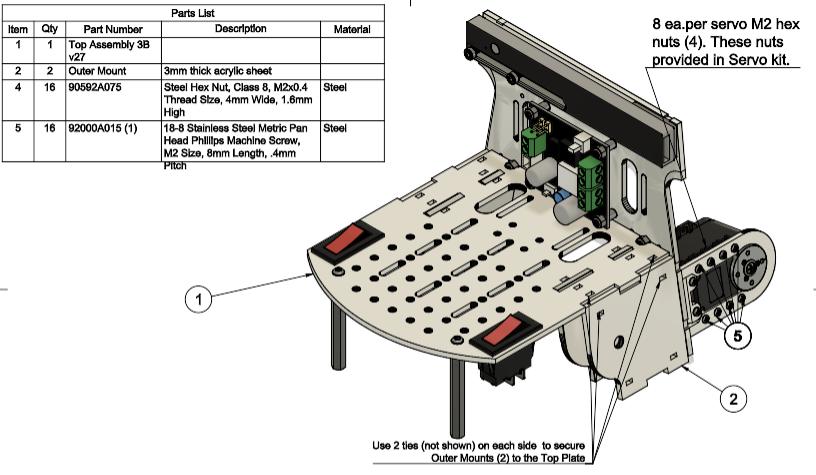 Parts List
Item Qty Part Number Description Material
1 1 Top Assembly 3B
v27
2 2 Outer Mount 3mm thick acrylic sheet
4 16 90592A075 Steel Hex Nut, Class 8, M2x0.4 Steel
Thread Size, 4mm Wide, 1.6mm
High
5 16 92000A015 (1) 18-8 Stainless Steel Metric Pan Steel
Head Phillips Machine Screw,
M2 Size, 8mm Length, .4mm
Pitch
8 ea.per servo M2 hex
nuts (4). These nuts
provided in Servo kit.
1
5
2
Use 2 ties (not shown) on each side to secure
Outer Mounts (2) to the Top Plate